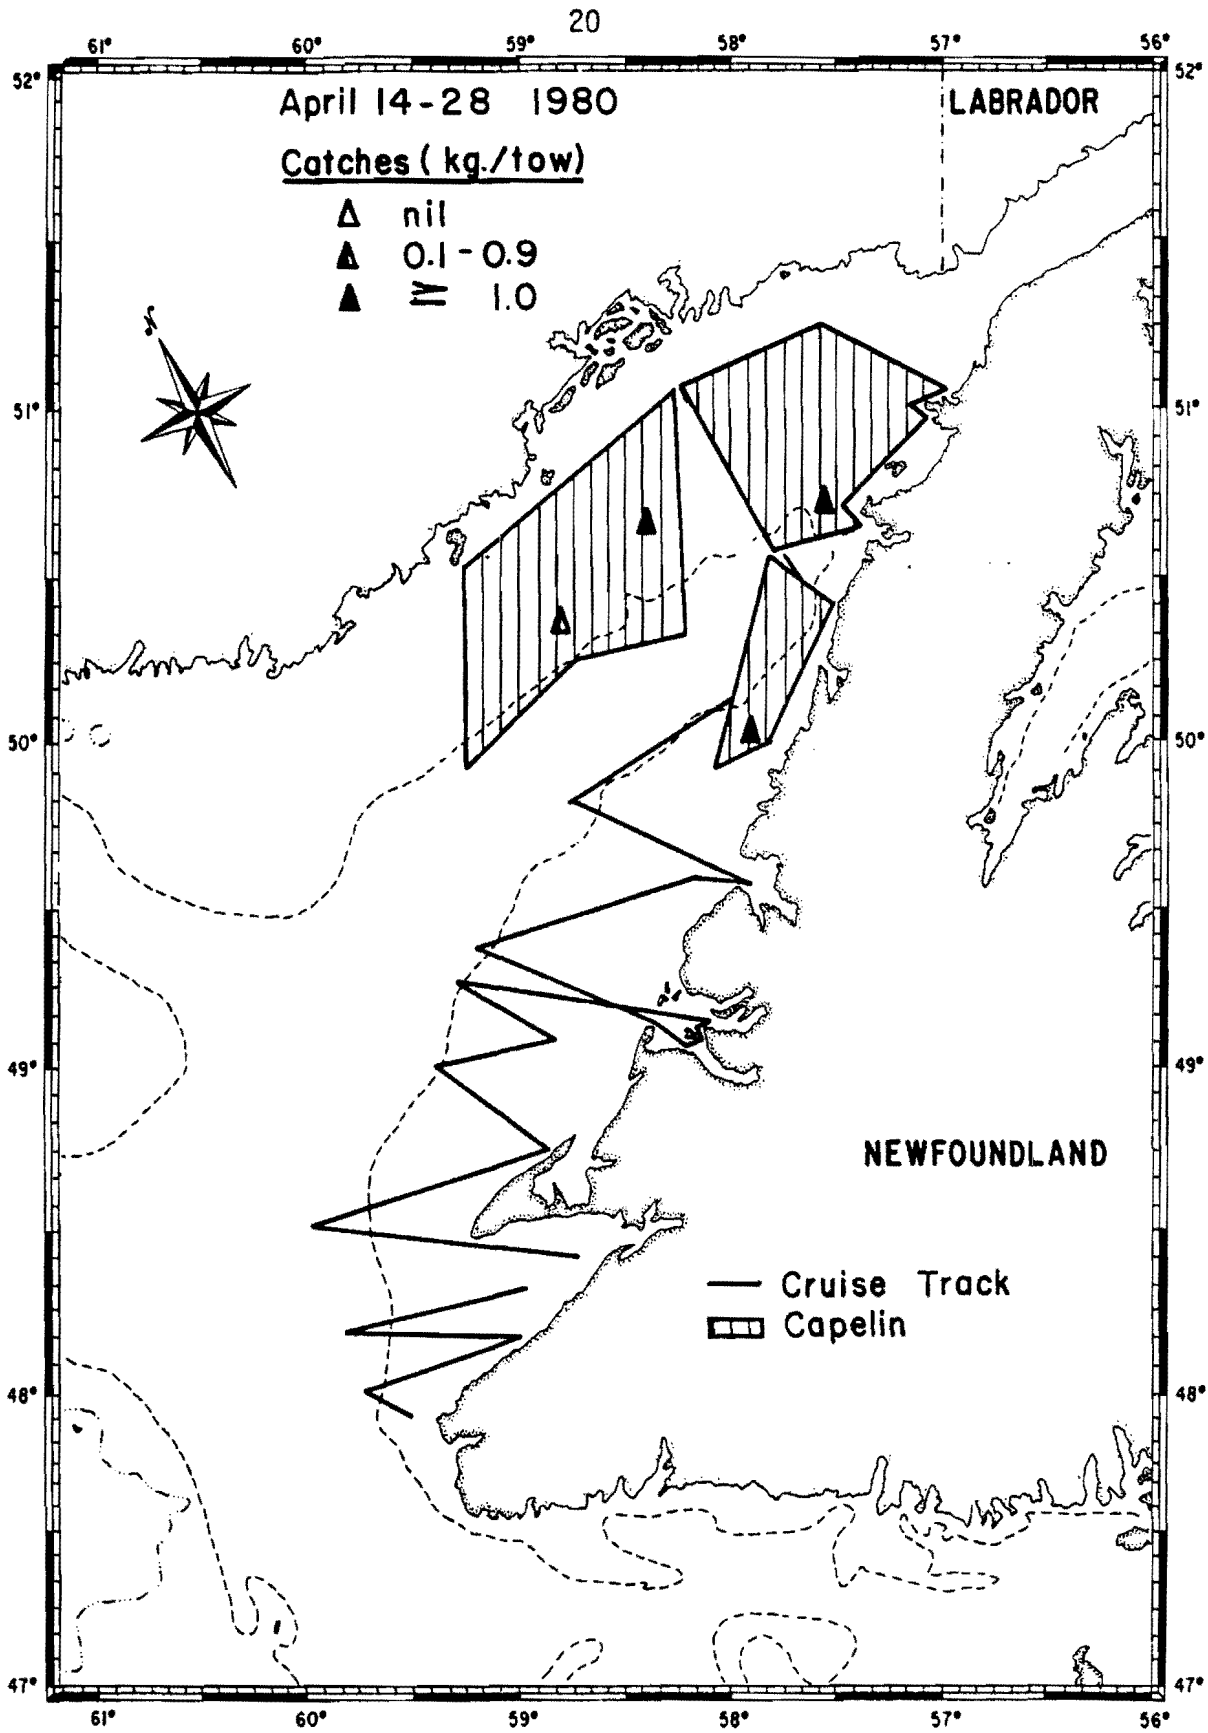 20
61° 60° 59° 58° 57° 56°
52° 52°
April 14-28 1980
LABRADOR
Catches ( kg./tow)
nil
0.1-0.9
≥ 1.0
N
51° 51°
50° 50°
49° 49°
NEWFOUNDLAND
Cruise Track
Capelin
48° 48°
47° 47°
61° 60° 59° 58° 57° 56°